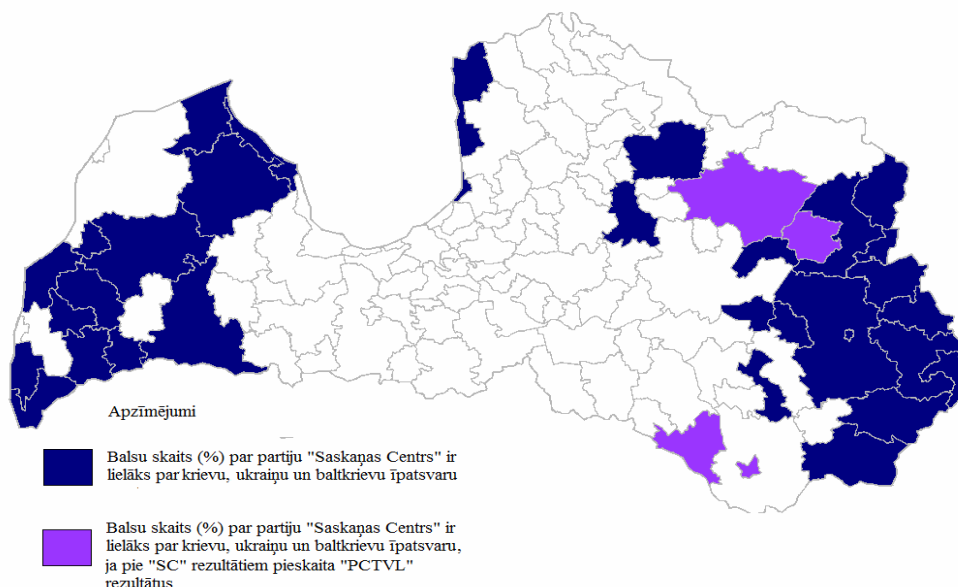 Apzīmējumi
Balsu skaits (%) par partiju "Saskaņas Centrs" ir
lielāks par krievu, ukraiņu un baltkrievu īpatsvaru
Balsu skaits (%) par partiju "Saskaņas Centrs" ir
lielāks par krievu, ukraiņu un baltkrievu īpatsvaru,
ja pie "SC" rezultātiem pieskaita "PCTVL"
rezultātus